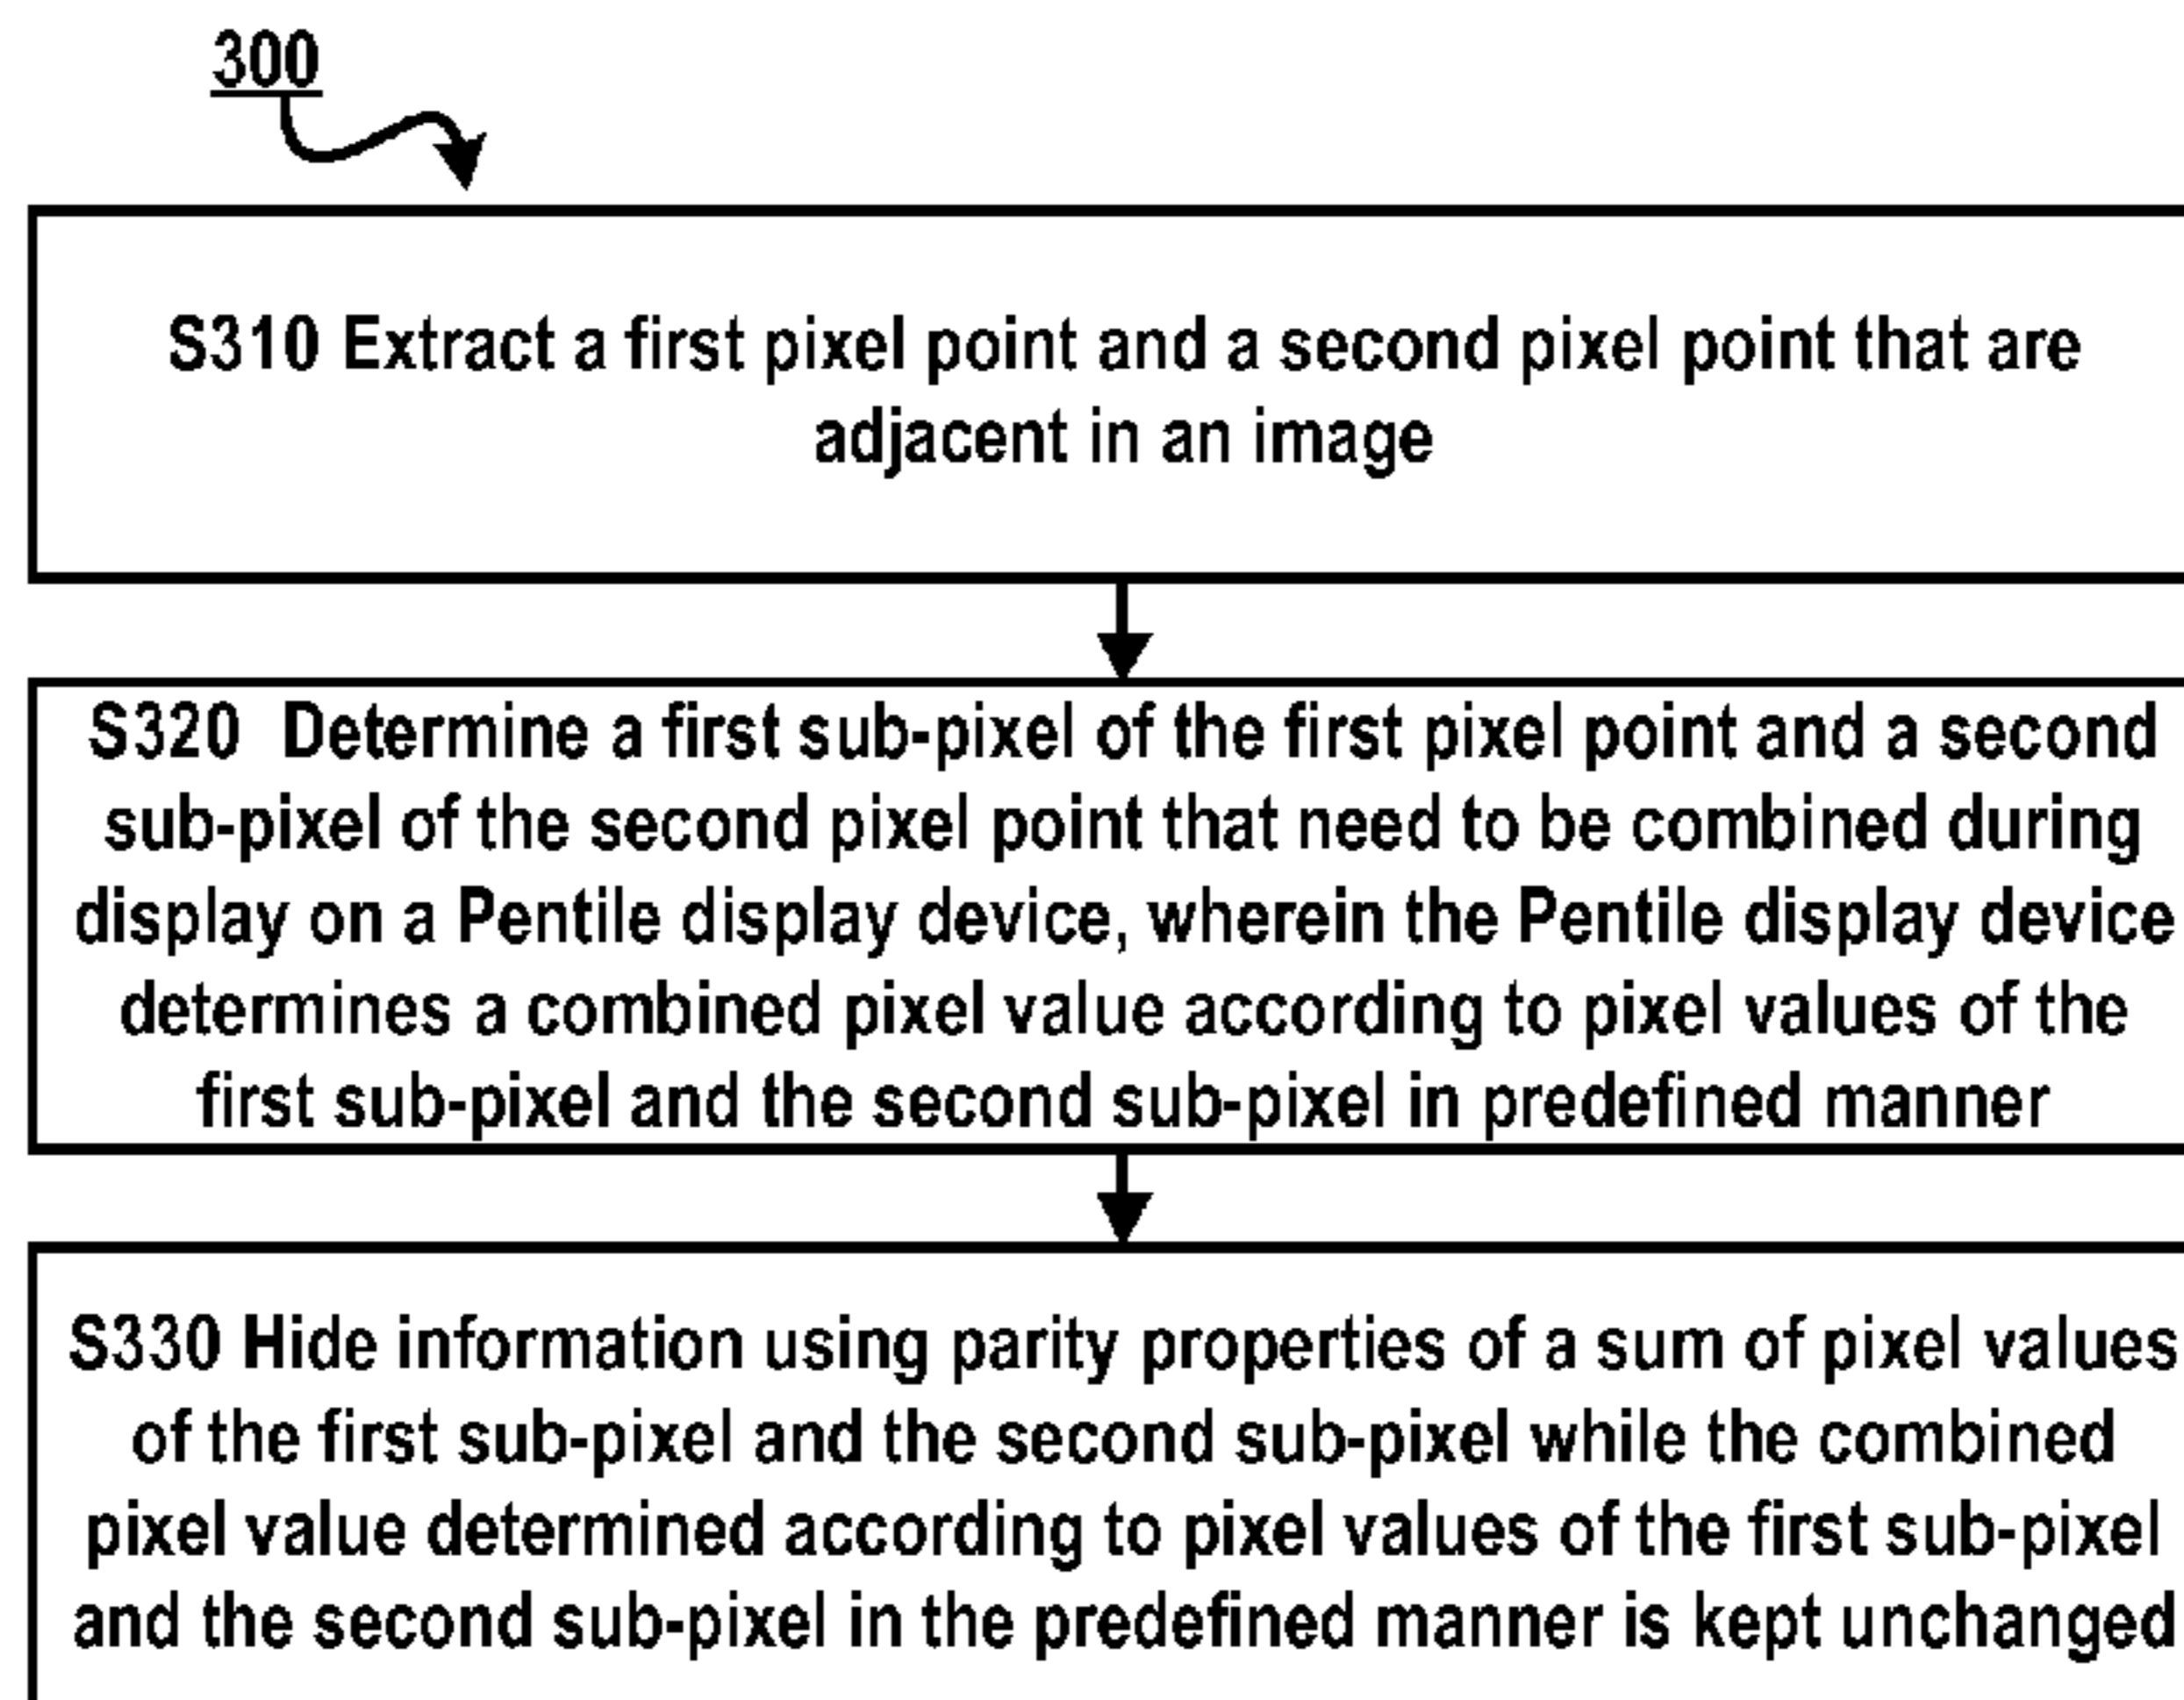 300
S310 Extract a first pixel point and a second pixel point that are
adjacent in an image
S320 Determine a first sub-pixel of the first pixel point and a second
sub-pixel of the second pixel point that need to be combined during
display on a Pentile display device, wherein the Pentile display device
determines a combined pixel value according to pixel values of the
first sub-pixel and the second sub-pixel in predefined manner
S330 Hide information using parity properties of a sum of pixel values
of the first sub-pixel and the second sub-pixel while the combined
pixel value determined according to pixel values of the first sub-pixel
and the second sub-pixel in the predefined manner is kept unchanged